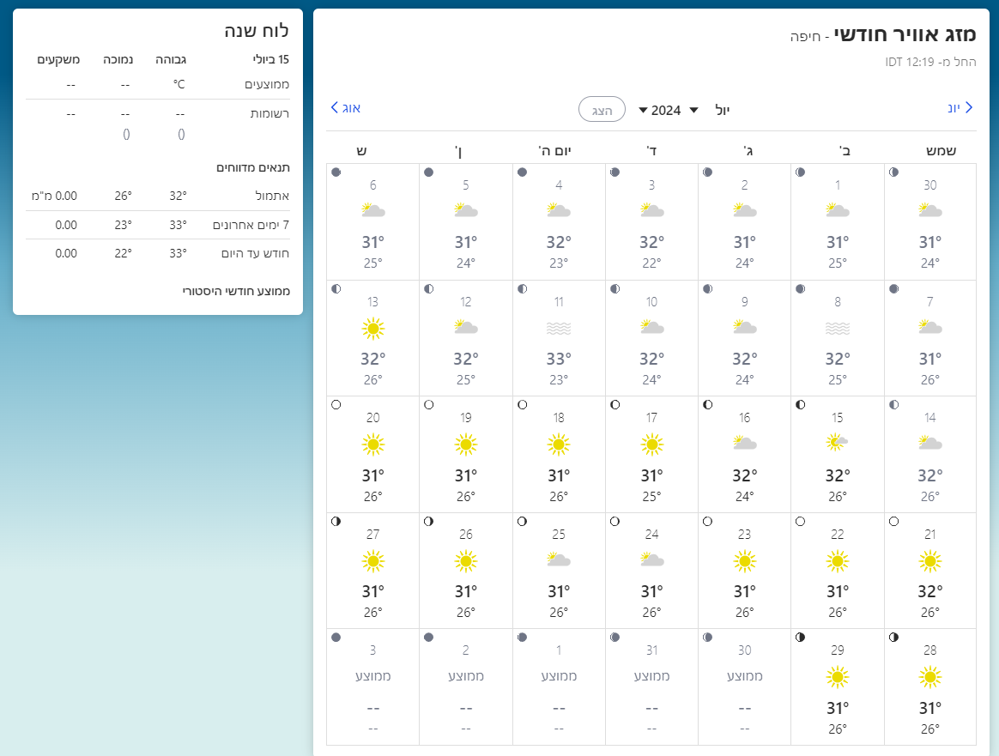 מזג אוויר חודשי - חיפה
החל מ- 12:19 IDT
יונ
יול 2024 הצג
אוג
שמש ב' ג' ד' יום ה' ן' ש
30 1 2 3 4 5 6
31° 31° 31° 32° 32° 31° 31°
24° 25° 24° 22° 23° 24° 25°
7 8 9 10 11 12 13
31° 32° 32° 32° 33° 32° 32°
26° 25° 24° 24° 23° 25° 26°
14 15 16 17 18 19 20
32° 32° 32° 31° 31° 31° 31°
26° 26° 24° 25° 26° 26° 26°
21 22 23 24 25 26 27
32° 31° 31° 31° 31° 31° 31°
26° 26° 26° 26° 26° 26° 26°
28 29 30 31 1 2 3
ממוצע ממוצע ממוצע ממוצע ממוצע
31° 31° -- -- -- -- --
26° 26° -- -- -- -- --
לוח שנה
15 ביולי גבוהה נמוכה משקעים
ממוצעים °C -- --
רשומות -- -- --
() ()
תנאים מדווחים
אתמול 32° 26° 0.00 מ"מ
7 ימים אחרונים 33° 23° 0.00
חודש עד היום 33° 22° 0.00
ממוצע חודשי היסטורי